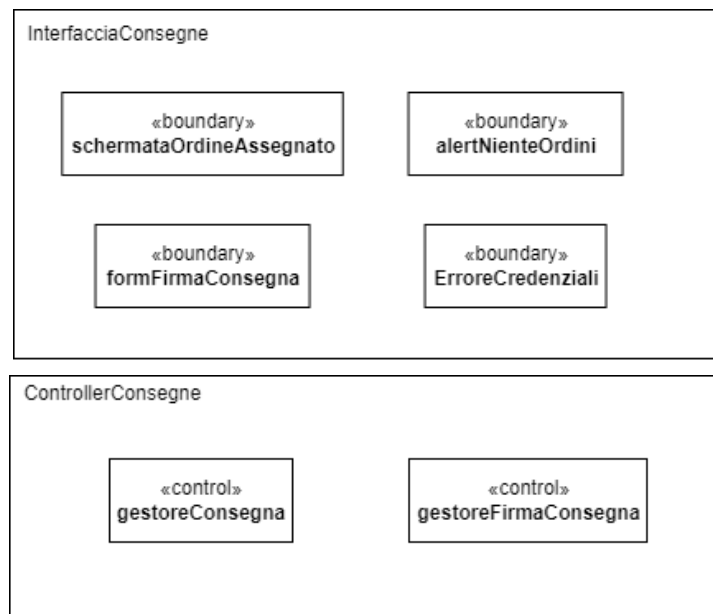 InterfacciaConsegne
«boundary»
schermataOrdineAssegnato
«boundary»
alertNienteOrdini
«boundary»
formFirmaConsegna
«boundary»
ErroreCredenziali
ControllerConsegne
«control»
gestoreConsegna
«control»
gestoreFirmaConsegna